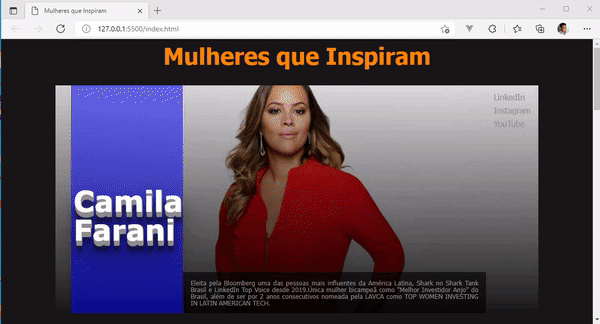 Mulheres que Inspiram
127.0.0.1:5500/index.html
Mulheres que Inspiram
LinkedIn
Instagram
YouTube
Camila
Farani
Eleita pela Bloomberg uma das pessoas mais influentes da América Latina, Shark no Shark Tank
Brasil e LinkedIn Top Voice desde 2019.Única mulher bicampeã como "Melhor Investidor Anjo" do
Brasil, além de ser por 2 anos consecutivos nomeada pela LAVCA como TOP WOMEN INVESTING
IN LATIN AMERICAN TECH.